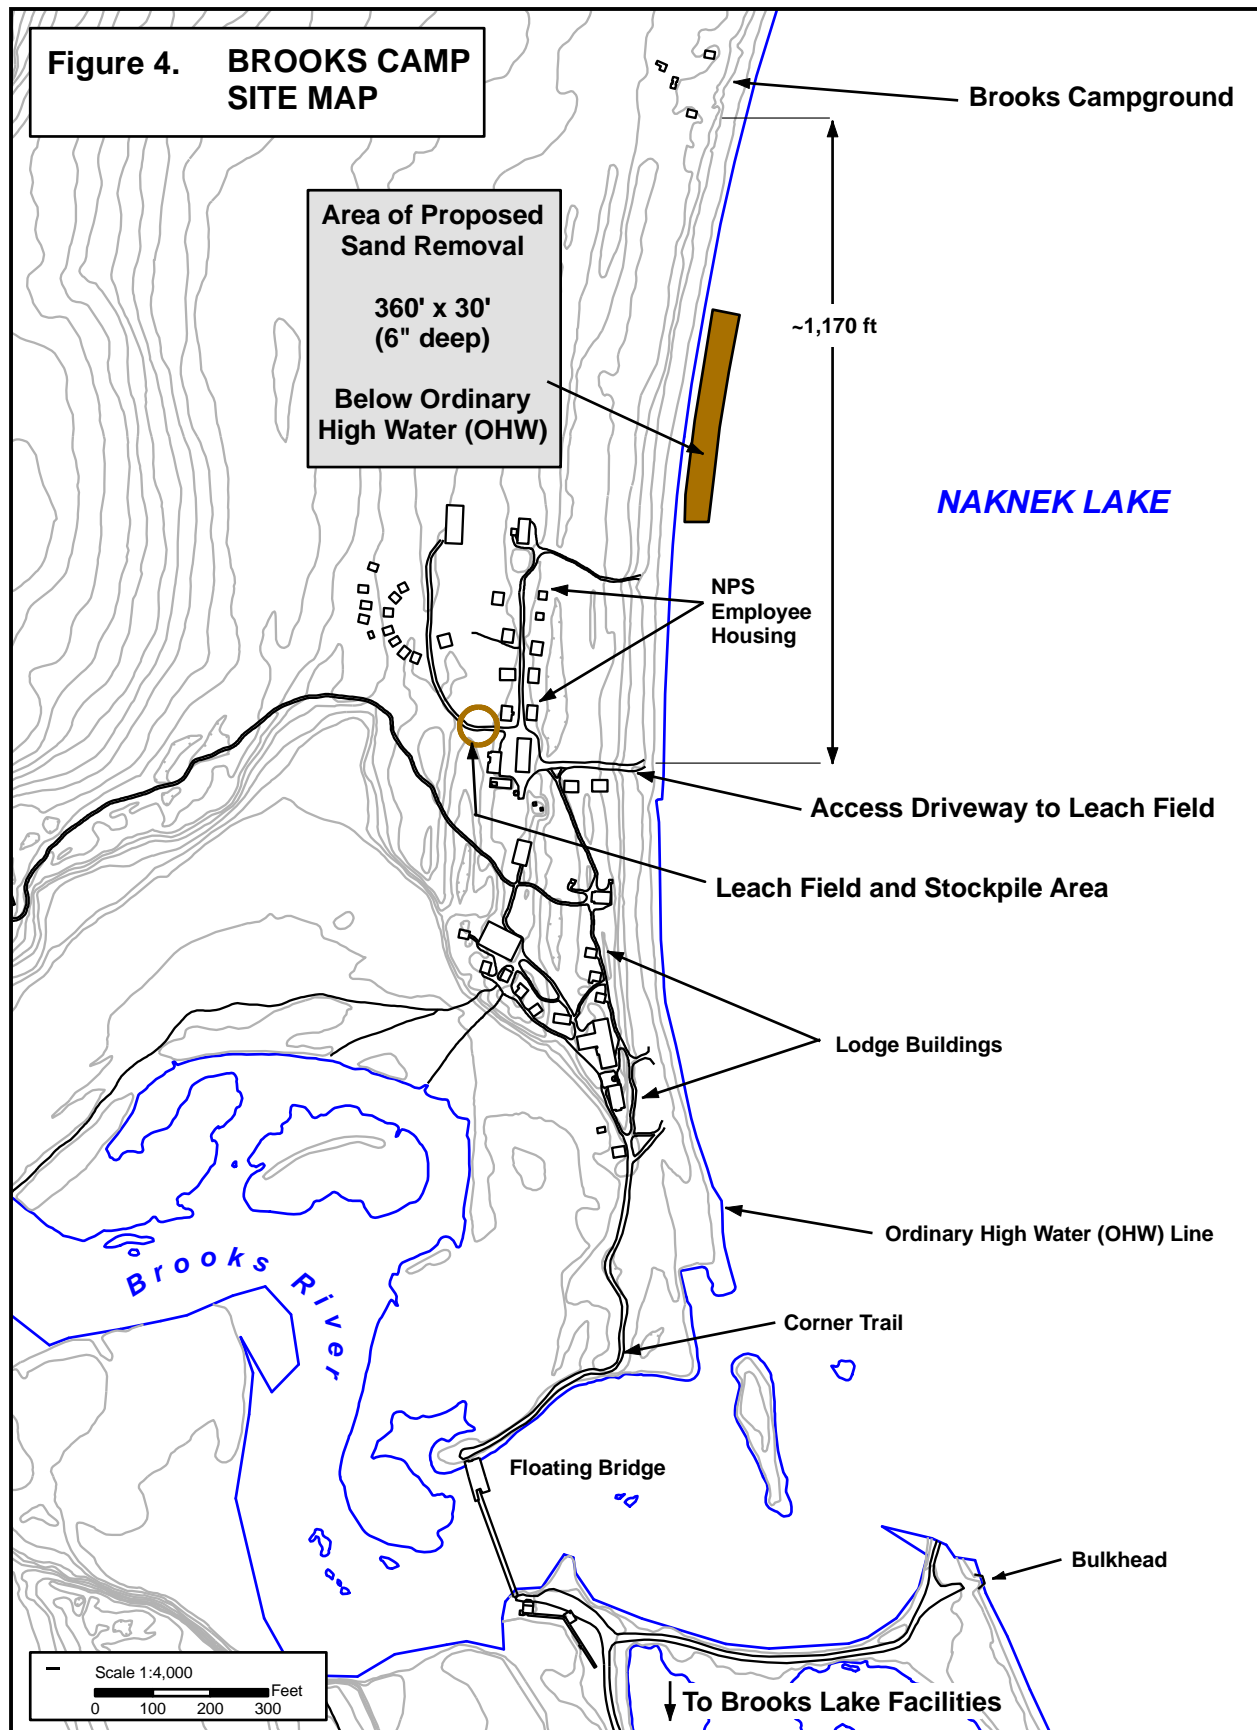 Figure 4. BROOKS CAMP
SITE MAP
Brooks Campground
Area of Proposed
Sand Removal
360' x 30'
(6" deep)
Below Ordinary
High Water (OHW)
~1,170 ft
NAKNEK LAKE
NPS
Employee
Housing
Access Driveway to Leach Field
Leach Field and Stockpile Area
Lodge Buildings
Ordinary High Water (OHW) Line
Brooks River
Corner Trail
Floating Bridge
Bulkhead
Scale 1:4,000
Feet
0 100 200 300
To Brooks Lake Facilities